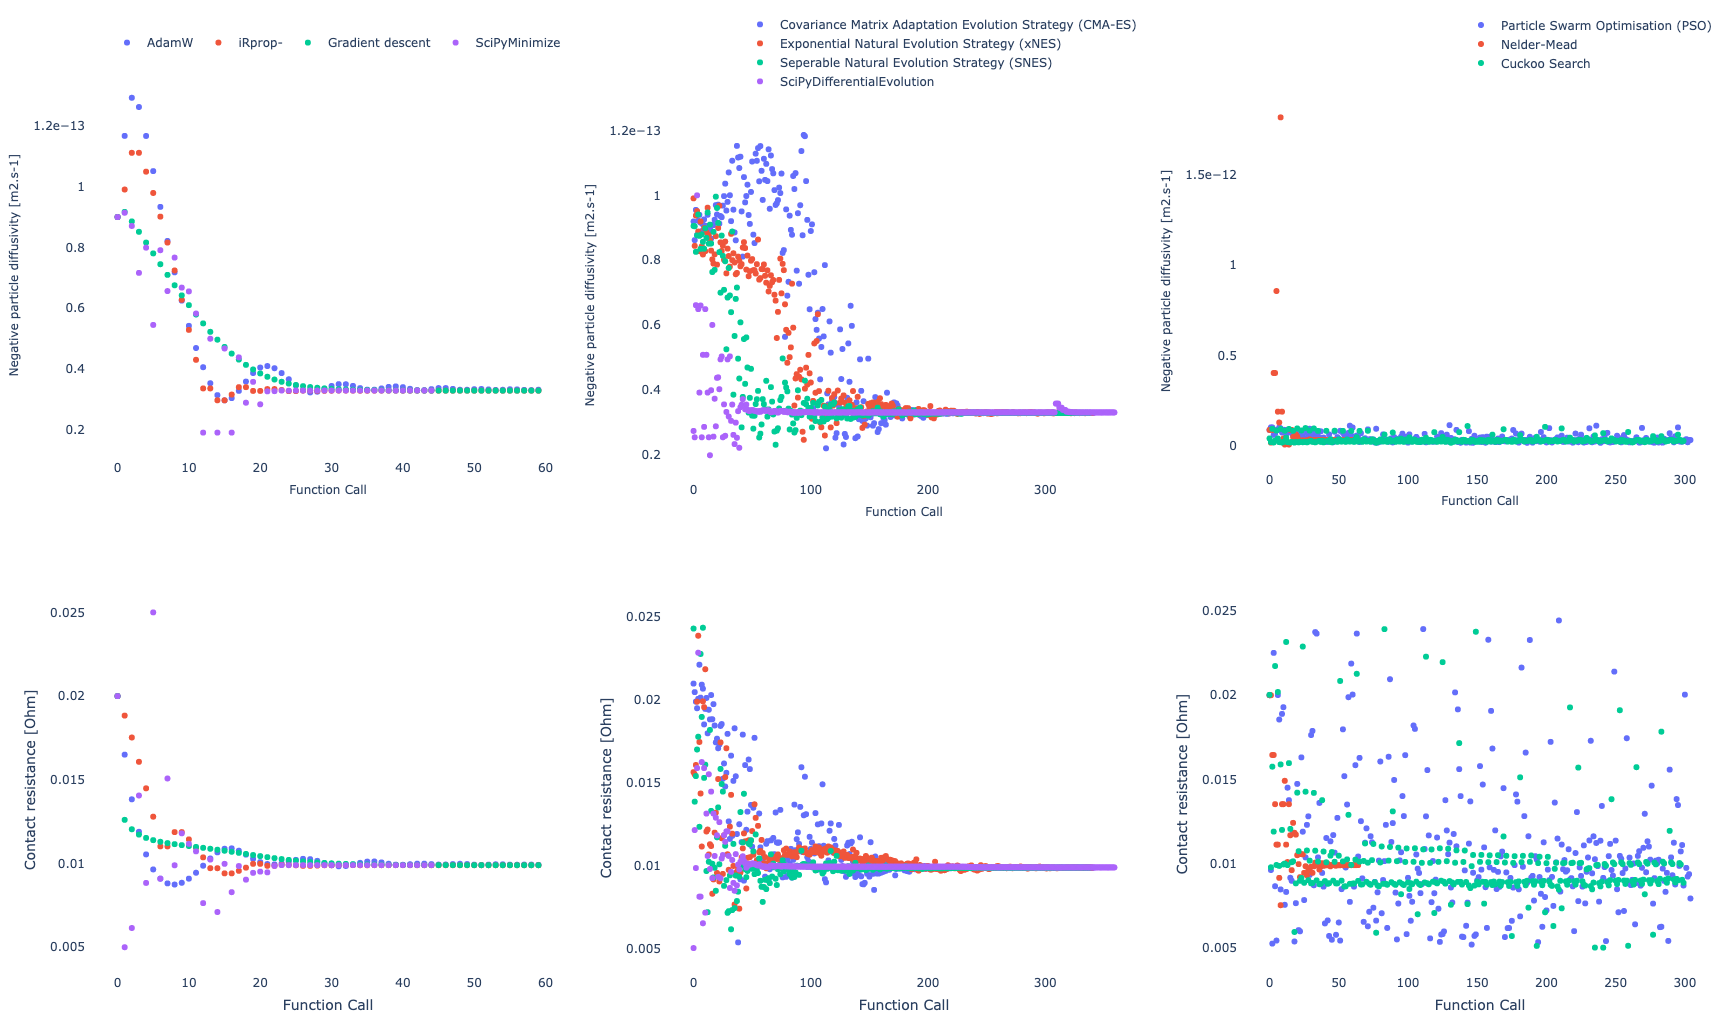 AdamW iRprop- Gradient descent SciPyMinimize
Negative particle diffusivity [m2.s-1]
1.2e−13
1
0.8
0.6
0.4
0.2
0 10 20 30 40 50 60
Function Call
Covariance Matrix Adaptation Evolution Strategy (CMA-ES)
Exponential Natural Evolution Strategy (xNES)
Seperable Natural Evolution Strategy (SNES)
SciPyDifferentialEvolution
Negative particle diffusivity [m2.s-1]
1.2e−13
1
0.8
0.6
0.4
0.2
0 100 200 300
Function Call
Particle Swarm Optimisation (PSO)
Nelder-Mead
Cuckoo Search
Negative particle diffusivity [m2.s-1]
1.5e−12
1
0.5
0
0 50 100 150 200 250 300
Function Call
Contact resistance [Ohm]
0.025
0.02
0.015
0.01
0.005
0 10 20 30 40 50 60
Function Call
Contact resistance [Ohm]
0.025
0.02
0.015
0.01
0.005
0 100 200 300
Function Call
Contact resistance [Ohm]
0.025
0.02
0.015
0.01
0.005
0 50 100 150 200 250 300
Function Call